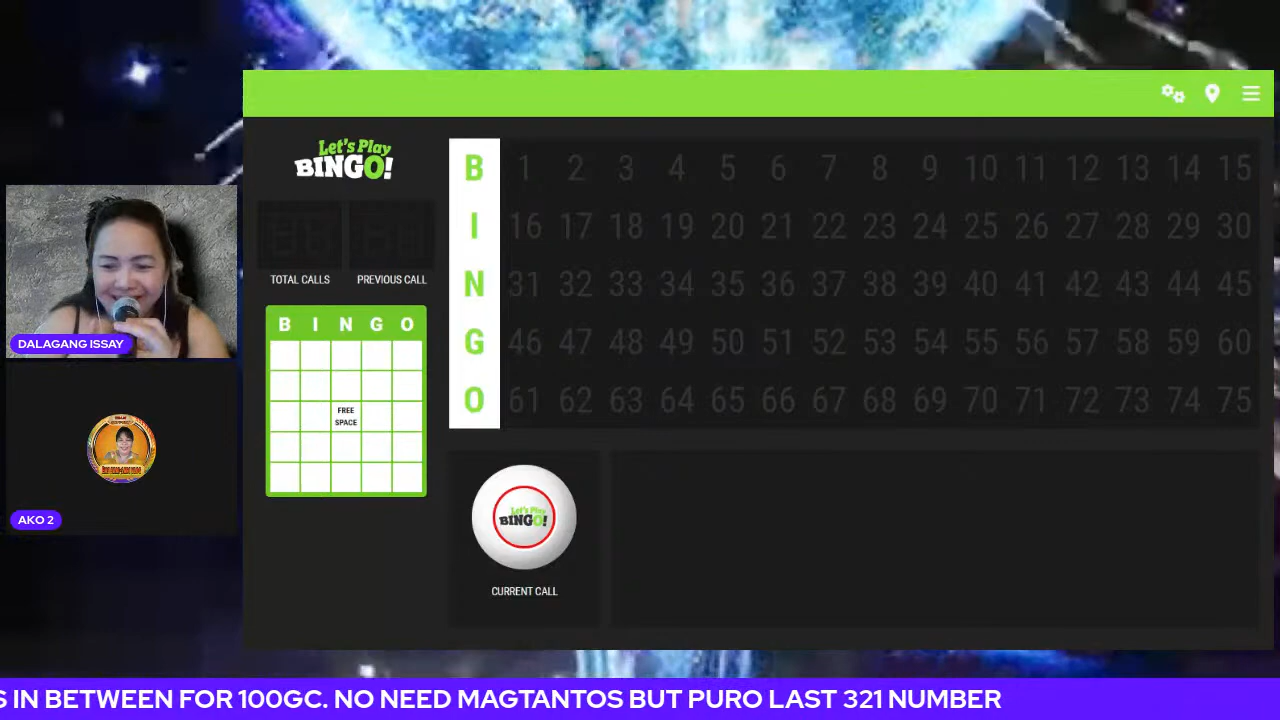 Let's Play
BINGO!
TOTAL CALLS
PREVIOUS CALL
B I N G O
FREE
SPACE
B 1 2 3 4 5 6 7 8 9 10 11 12 13 14 15
I 16 17 18 19 20 21 22 23 24 25 26 27 28 29 30
N 31 32 33 34 35 36 37 38 39 40 41 42 43 44 45
G 46 47 48 49 50 51 52 53 54 55 56 57 58 59 60
O 61 62 63 64 65 66 67 68 69 70 71 72 73 74 75
Let's Play
BINGO!
CURRENT CALL
DALAGANG ISSAY
AKO 2
S IN BETWEEN FOR 100GC. NO NEED MAGTANTOS BUT PURO LAST 321 NUMBER